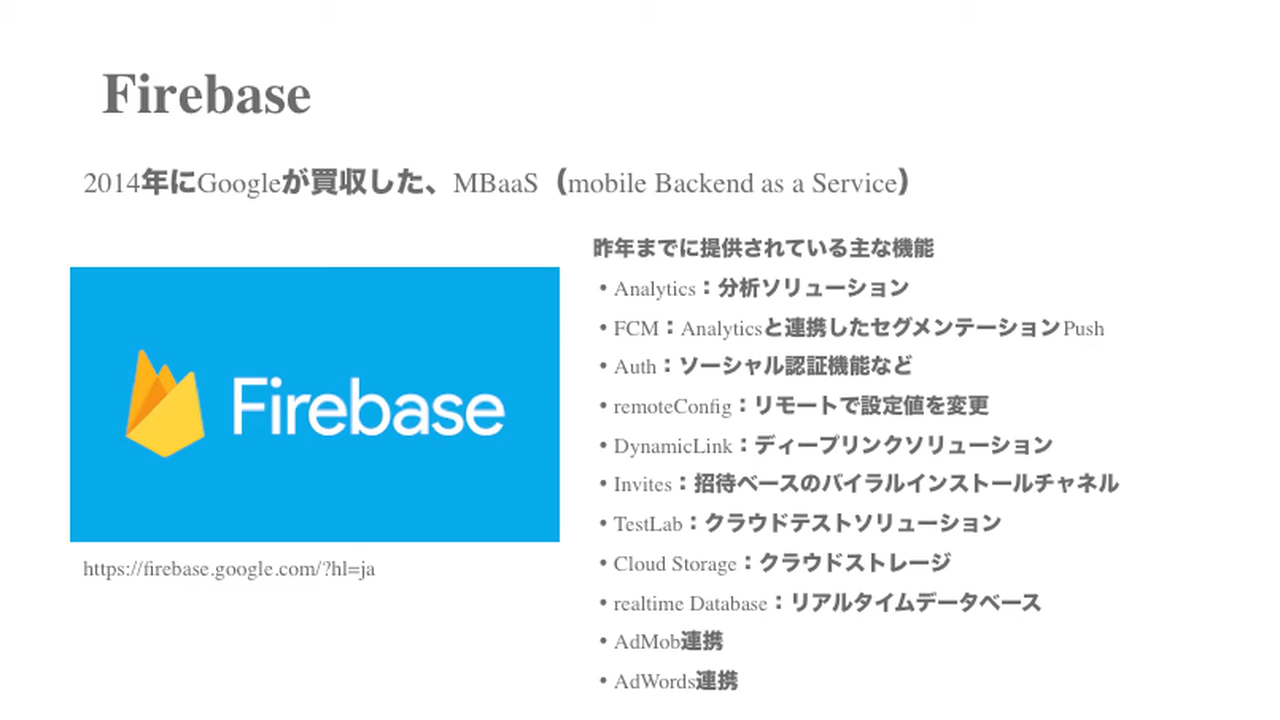 Firebase
2014年にGoogleが買収した、MBaaS（mobile Backend as a Service）
Firebase
https://firebase.google.com/?hl=ja
昨年までに提供されている主な機能
• Analytics：分析ソリューション
• FCM：Analyticsと連携したセグメンテーションPush
• Auth：ソーシャル認証機能など
• remoteConfig：リモートで設定値を変更
• DynamicLink：ディープリンクソリューション
• Invites：招待ベースのバイラルインストールチャネル
• TestLab：クラウドテストソリューション
• Cloud Storage：クラウドストレージ
• realtime Database：リアルタイムデータベース
• AdMob連携
• AdWords連携